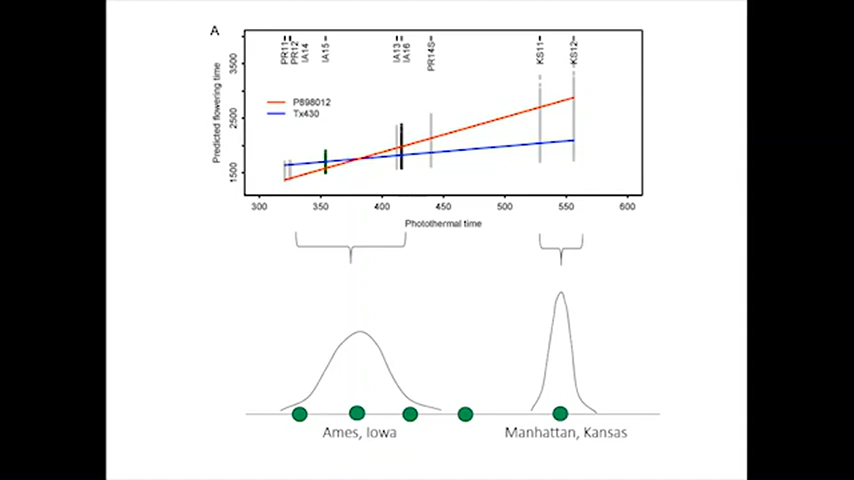 A
PR11
PR12
IA14
IA15
IA13
IA16
PR14S
KS11
KS12
Predicted flowering time
3500
2500
1500
P898012
Tx430
300 350 400 450 500 550 600
Photothermal time
Ames, Iowa
Manhattan, Kansas